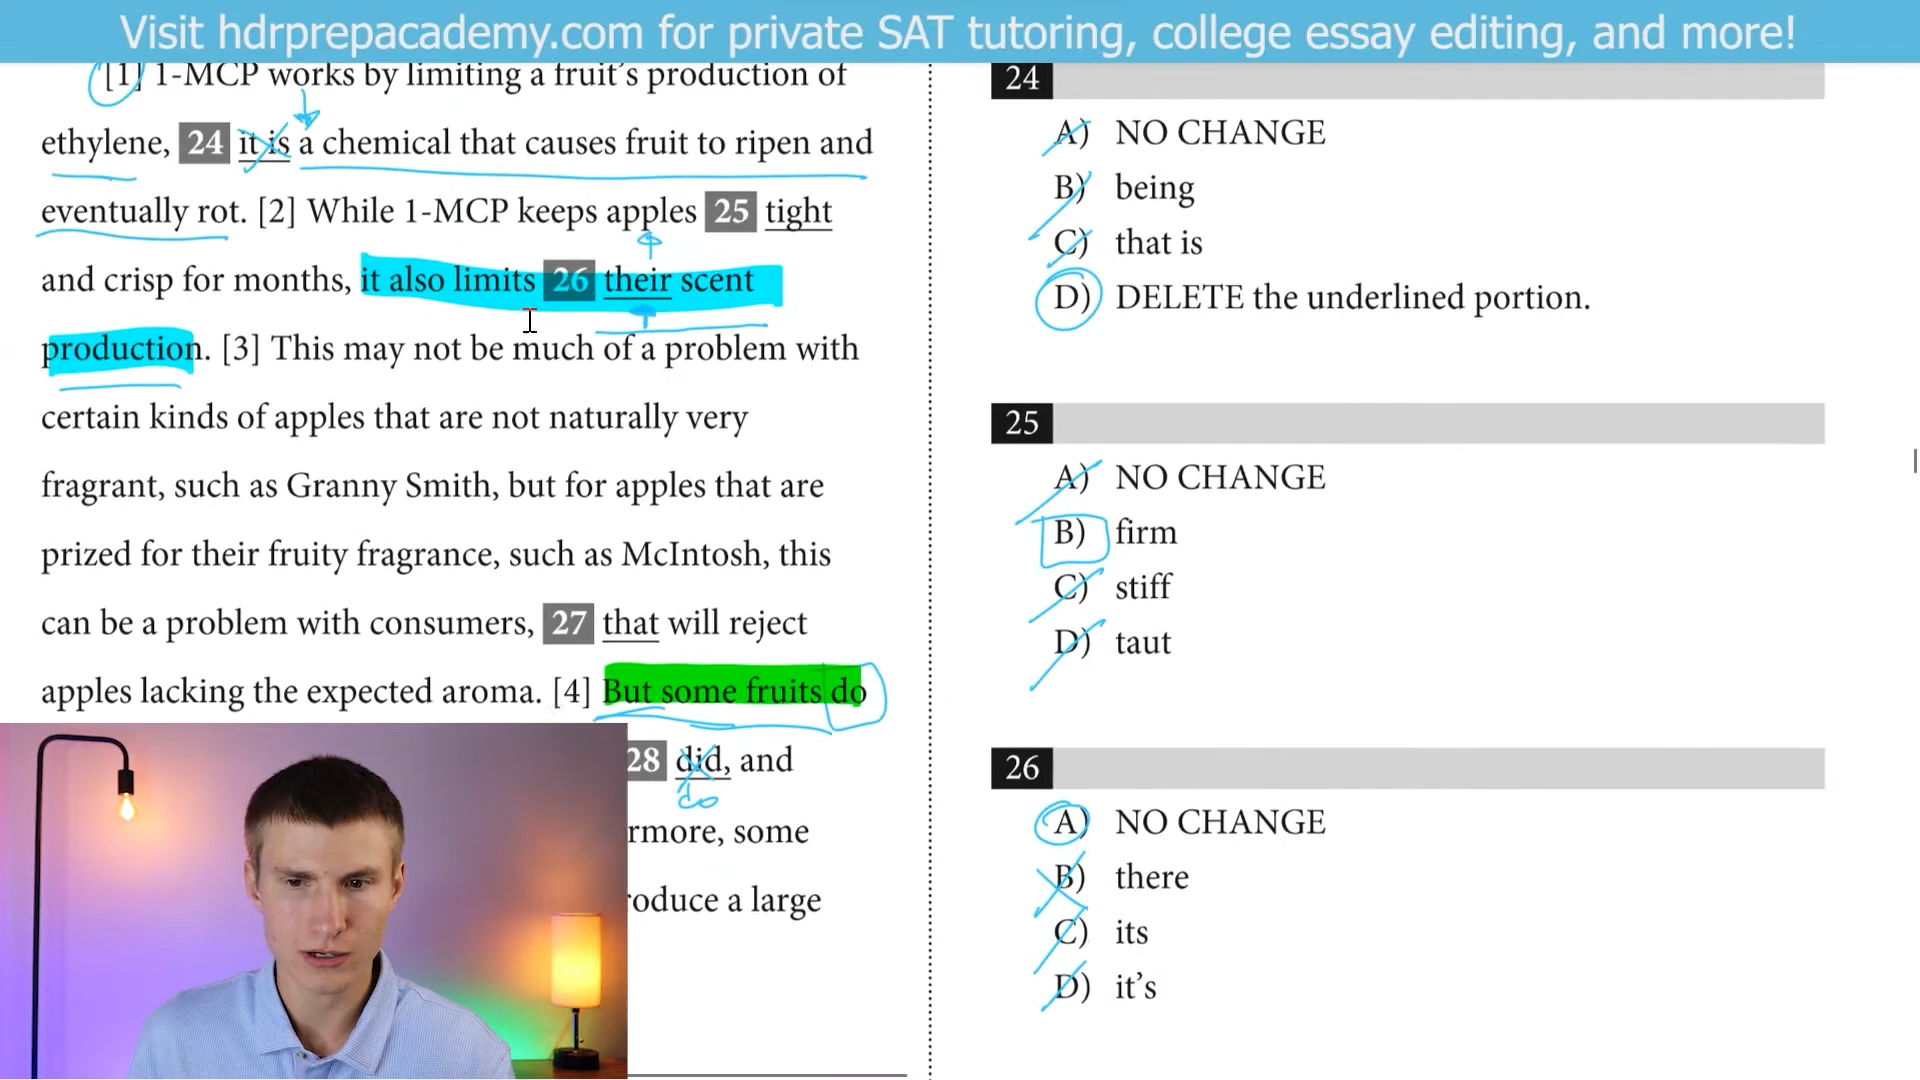 Visit hdrprepacademy.com for private SAT tutoring, college essay editing, and more!
[1] 1-MCP works by limiting a fruit's production of
ethylene, 24 it is a chemical that causes fruit to ripen and
eventually rot. [2] While 1-MCP keeps apples 25 tight
and crisp for months, it also limits 26 their scent
production. [3] This may not be much of a problem with
certain kinds of apples that are not naturally very
fragrant, such as Granny Smith, but for apples that are
prized for their fruity fragrance, such as McIntosh, this
can be a problem with consumers, 27 that will reject
apples lacking the expected aroma. [4] But some fruits do
28 did, and
do
rmore, some
roduce a large
24
A) NO CHANGE
B) being
C) that is
D) DELETE the underlined portion.
25
A) NO CHANGE
B) firm
C) stiff
D) taut
26
A) NO CHANGE
B) there
C) its
D) it's